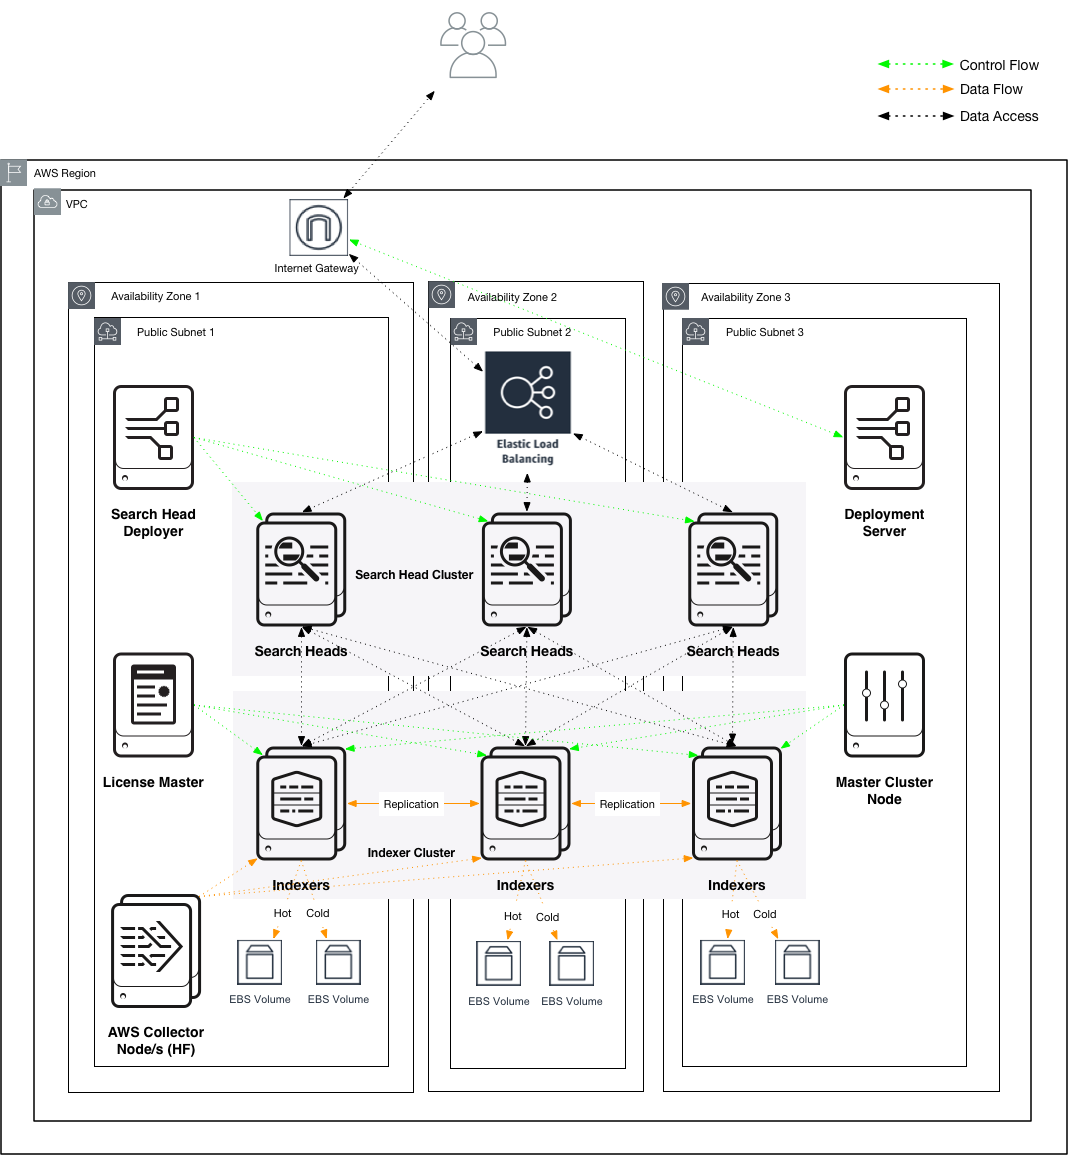 Control Flow
Data Flow
Data Access
AWS Region
VPC
Internet Gateway
Availability Zone 1
Availability Zone 2
Availability Zone 3
Public Subnet 1
Public Subnet 2
Public Subnet 3
Elastic Load
Balancing
Search Head
Deployer
Deployment
Server
Search Head Cluster
Search Heads
Search Heads
Search Heads
License Master
Master Cluster
Node
Replication
Replication
Indexer Cluster
Indexers
Indexers
Indexers
Hot
Cold
Hot
Cold
Hot
Cold
EBS Volume
EBS Volume
EBS Volume
EBS Volume
EBS Volume
EBS Volume
AWS Collector
Node/s (HF)